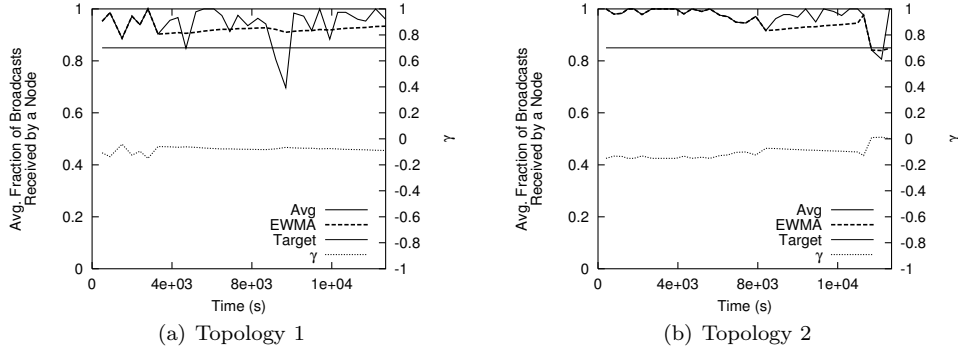 Avg. Fraction of Broadcasts
Received by a Node
1
0.8
0.6
0.4
0.2
0
1
0.8
0.6
0.4
0.2
0
-0.2
-0.4
-0.6
-0.8
-1
γ
Avg
EWMA
Target
γ
0 4e+03 8e+03 1e+04
Time (s)
(a) Topology 1
Avg. Fraction of Broadcasts
Received by a Node
1
0.8
0.6
0.4
0.2
0
1
0.8
0.6
0.4
0.2
0
-0.2
-0.4
-0.6
-0.8
-1
γ
Avg
EWMA
Target
γ
0 4e+03 8e+03 1e+04
Time (s)
(b) Topology 2